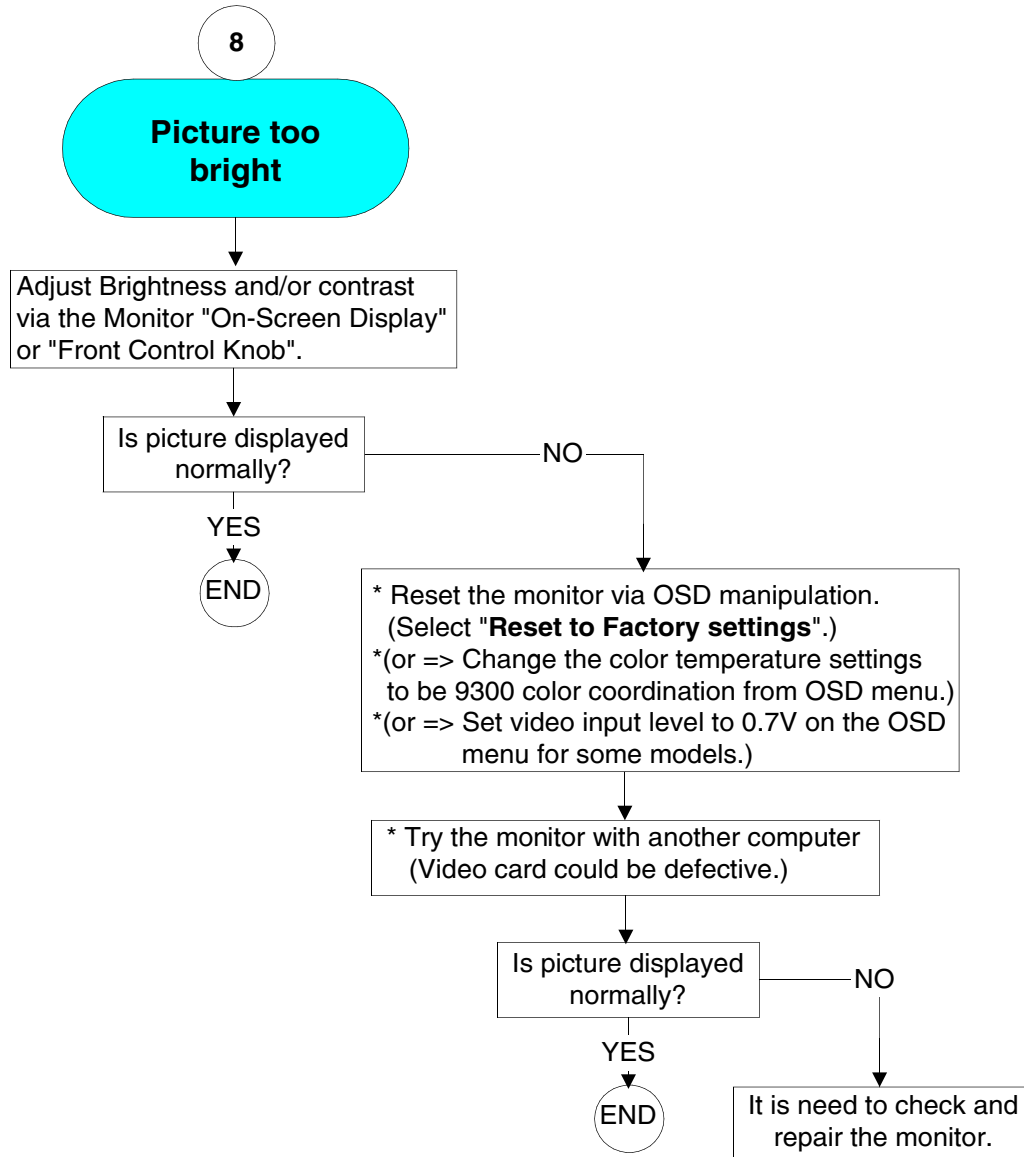 8
Picture too
bright
Adjust Brightness and/or contrast
via the Monitor "On-Screen Display"
or "Front Control Knob".
Is picture displayed
normally?
NO
YES
END
* Reset the monitor via OSD manipulation.
(Select "Reset to Factory settings".)
*(or => Change the color temperature settings
to be 9300 color coordination from OSD menu.)
*(or => Set video input level to 0.7V on the OSD
menu for some models.)
* Try the monitor with another computer
(Video card could be defective.)
Is picture displayed
normally?
NO
YES
END
It is need to check and
repair the monitor.